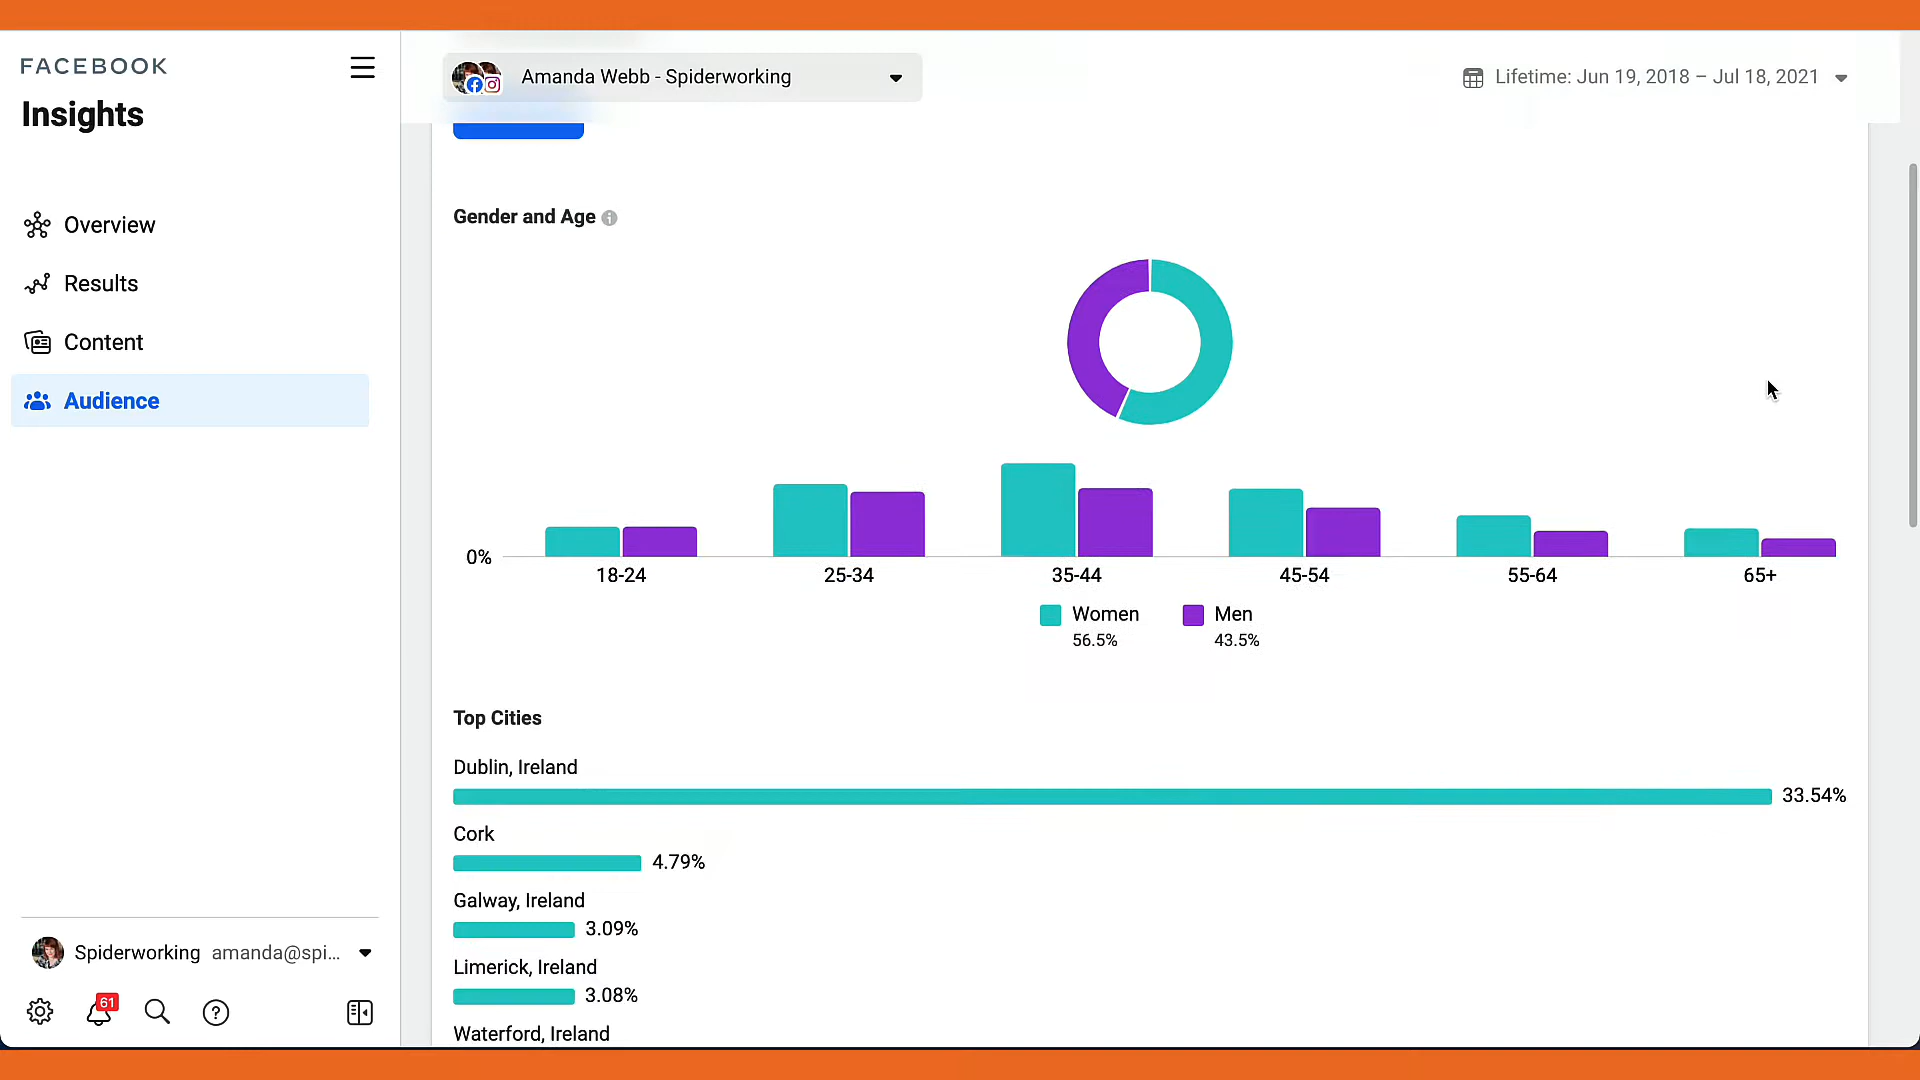 FACEBOOK
Insights
Amanda Webb - Spiderworking
Lifetime: Jun 19, 2018 – Jul 18, 2021
Overview
Results
Content
Audience
Gender and Age
0%
18-24 25-34 35-44 45-54 55-64 65+
Women Men
56.5% 43.5%
Top Cities
Dublin, Ireland
33.54%
Cork
4.79%
Galway, Ireland
3.09%
Limerick, Ireland
3.08%
Waterford, Ireland
Spiderworking amanda@spi...
61